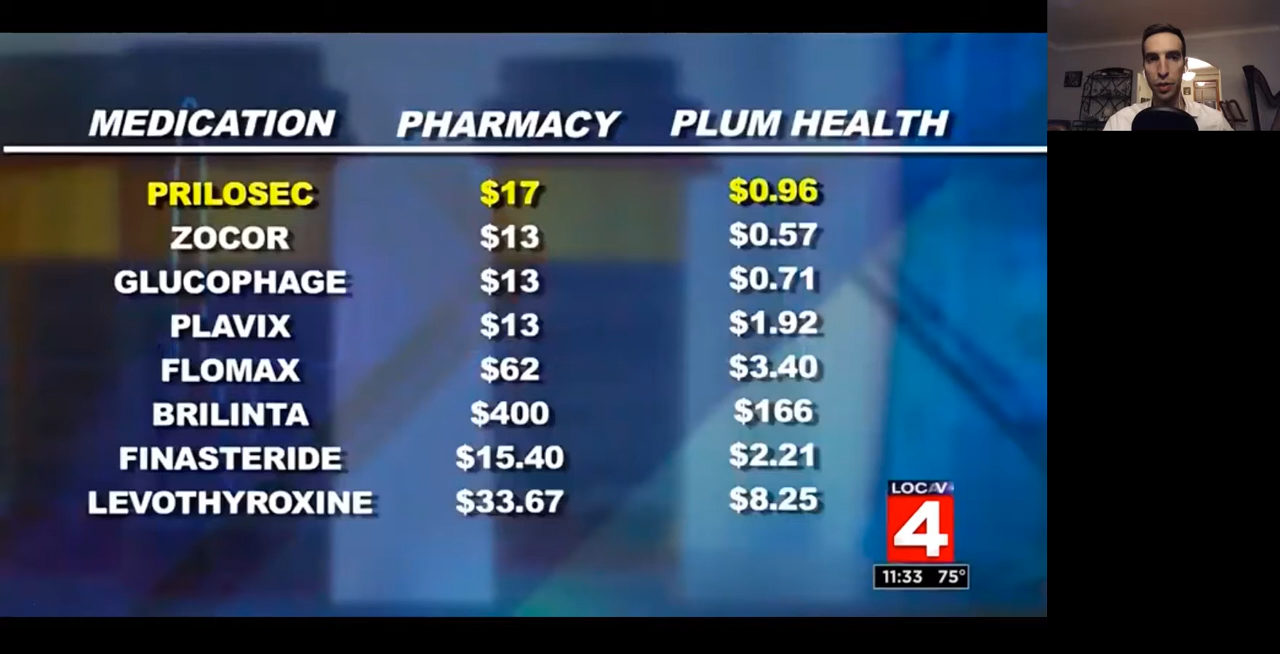 MEDICATION PHARMACY PLUM HEALTH
PRILOSEC $17 $0.96
ZOCOR $13 $0.57
GLUCOPHAGE $13 $0.71
PLAVIX $13 $1.92
FLOMAX $62 $3.40
BRILINTA $400 $166
FINASTERIDE $15.40 $2.21
LEVOTHYROXINE $33.67 $8.25
4
11:33 75°